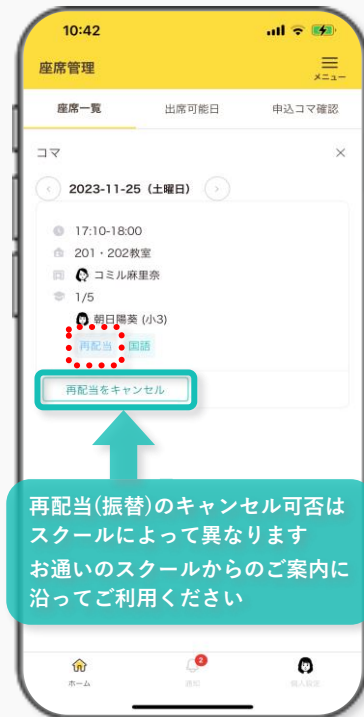 10:42
座席管理
メニュー
座席一覧
出席可能日
申込コマ確認
コマ
2023-11-25（土曜日）
17:10-18:00
201・202教室
コミル麻里奈
1/5
朝日陽葵 (小3)
再配当
国語
再配当をキャンセル
再配当(振替)のキャンセル可否は
スクールによって異なります
お通いのスクールからのご案内に
沿ってご利用ください
2
ホーム
通知
個人設定